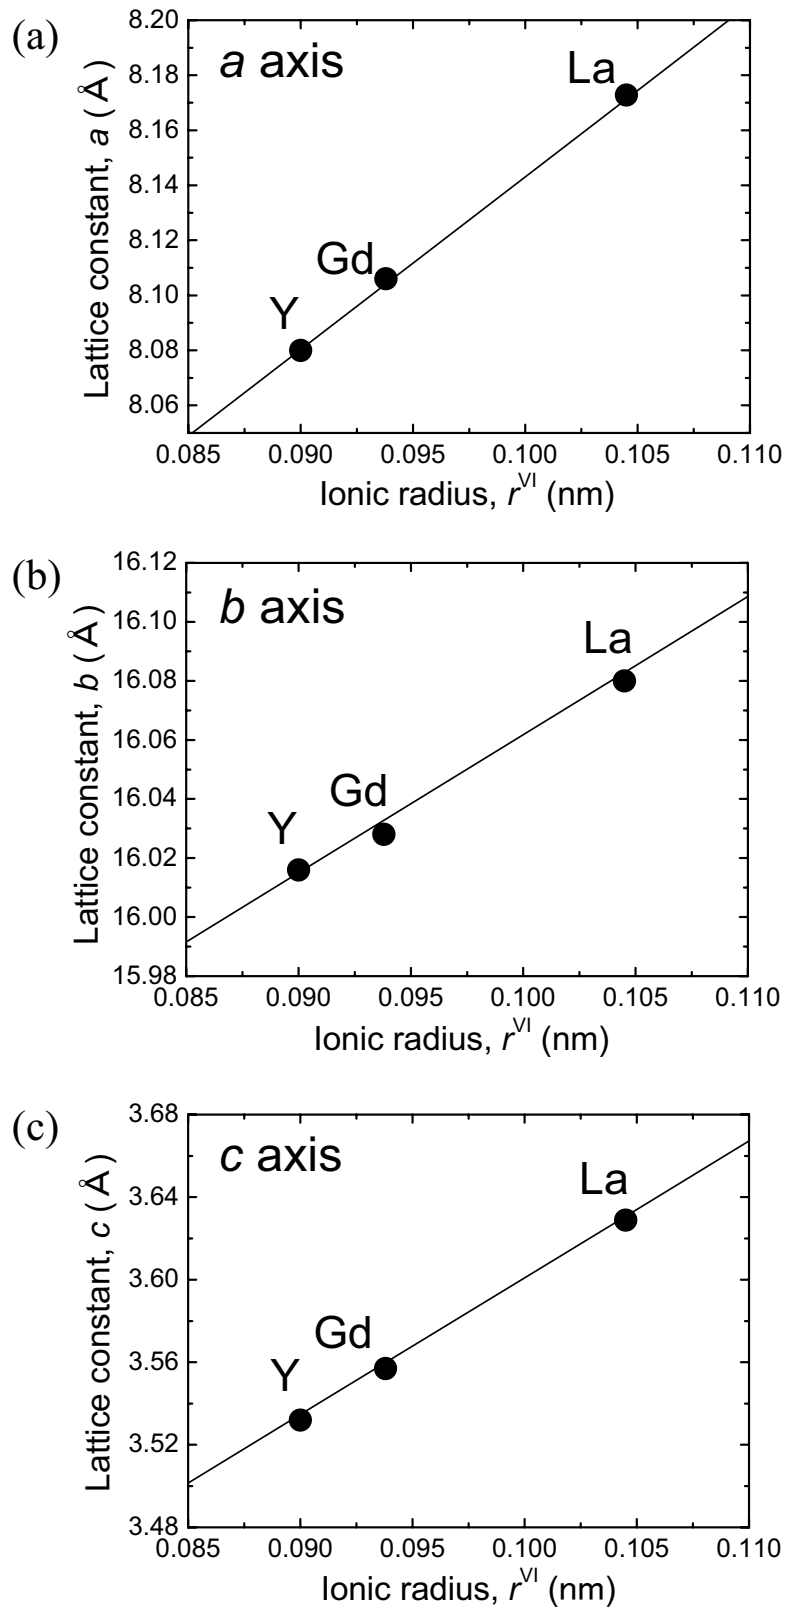 (a)
a axis
La
Gd
Y
Lattice constant, a (Å)
8.20
8.18
8.16
8.14
8.12
8.10
8.08
8.06
0.085 0.090 0.095 0.100 0.105 0.110
Ionic radius, r^VI (nm)
(b)
b axis
La
Gd
Y
Lattice constant, b (Å)
16.12
16.10
16.08
16.06
16.04
16.02
16.00
15.98
0.085 0.090 0.095 0.100 0.105 0.110
Ionic radius, r^VI (nm)
(c)
c axis
La
Gd
Y
Lattice constant, c (Å)
3.68
3.64
3.60
3.56
3.52
3.48
0.085 0.090 0.095 0.100 0.105 0.110
Ionic radius, r^VI (nm)